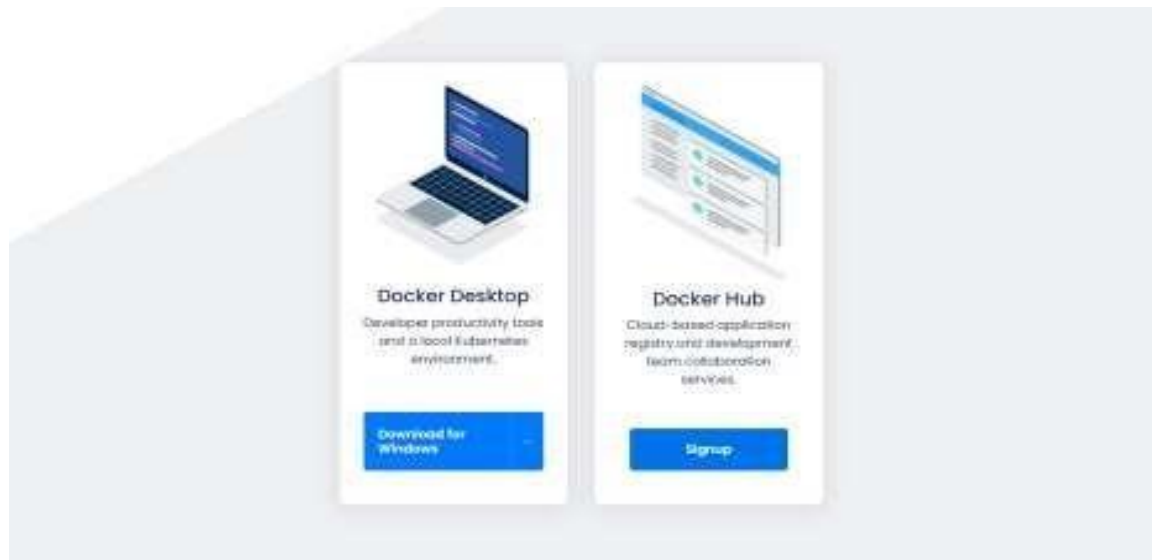 Docker Desktop
Developer productivity tools
and a local Kubernetes
environment.
Download for
Windows
Docker Hub
Cloud-based application
registry and development
team collaboration
services.
Signup